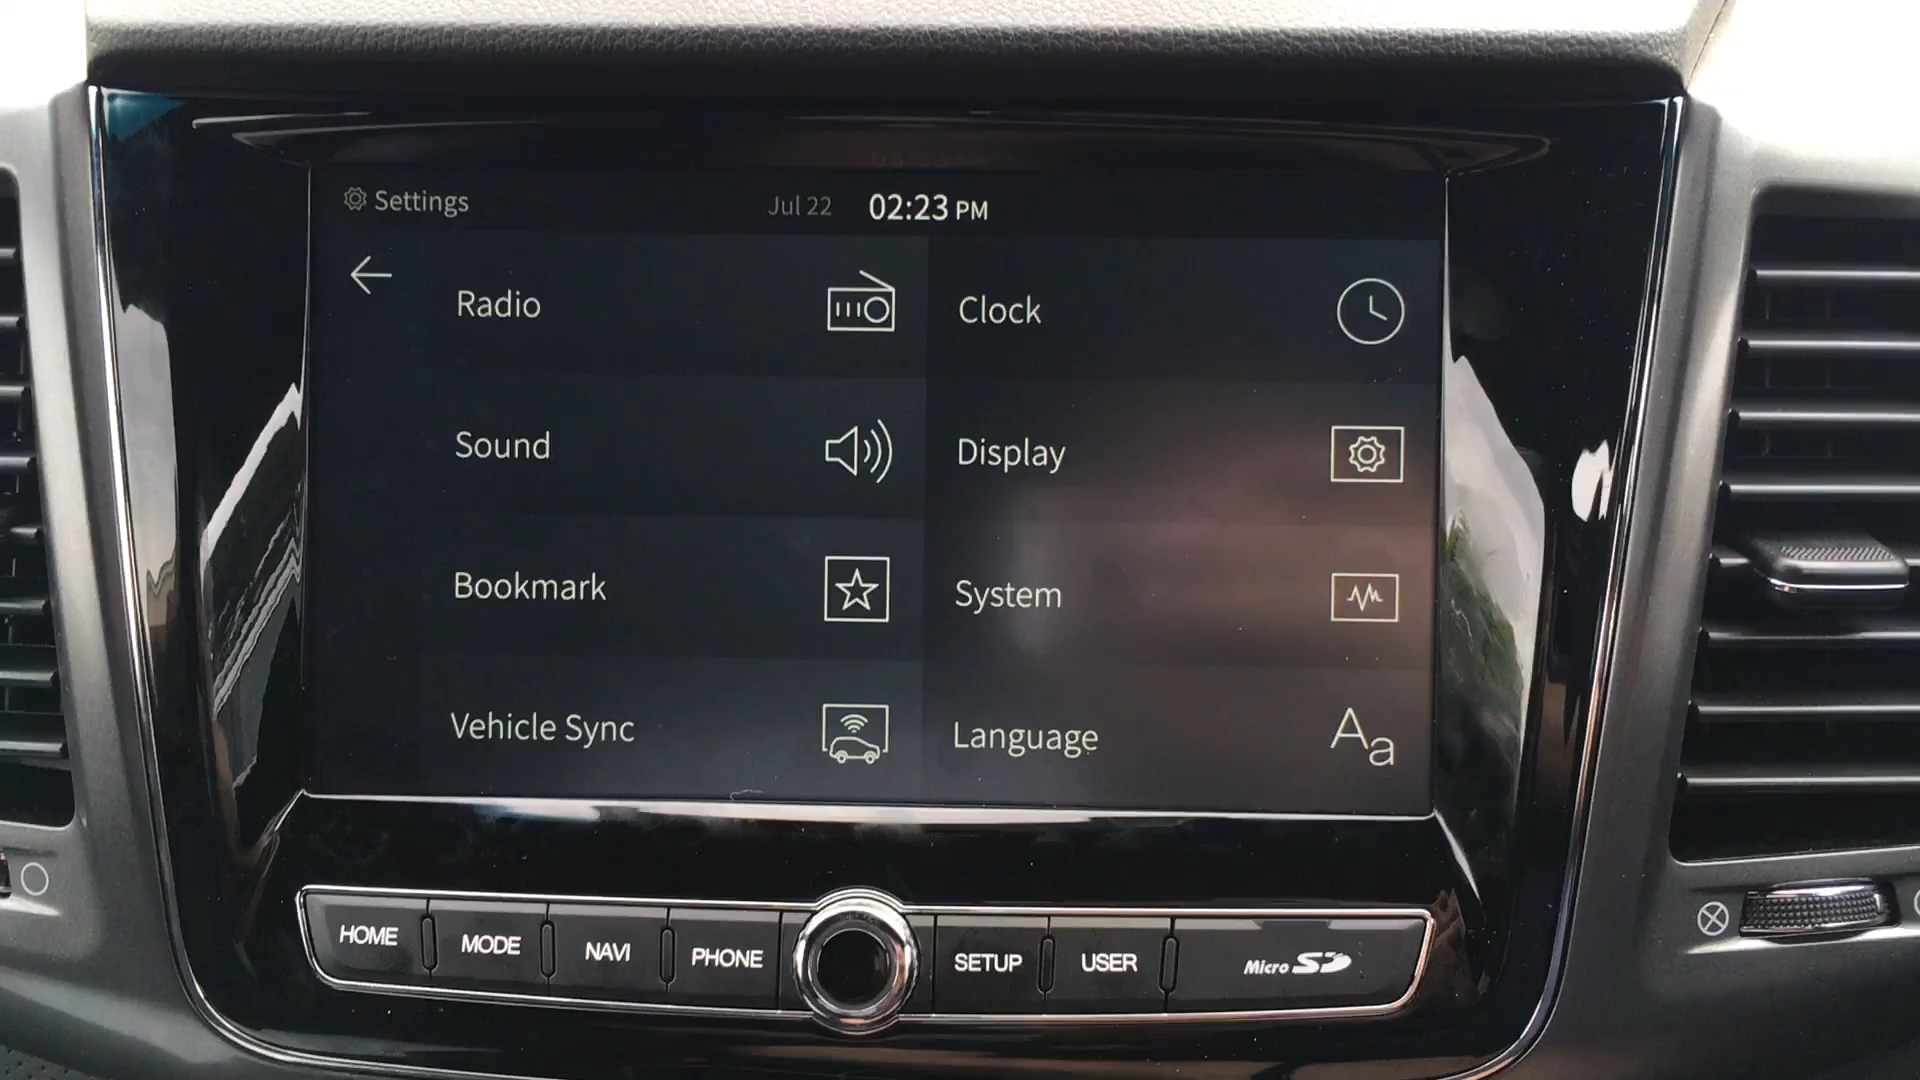 Settings
Jul 22 02:23 PM
Radio
Clock
Sound
Display
Bookmark
System
Vehicle Sync
Language
Aa
HOME
MODE
NAVI
PHONE
SETUP
USER
Micro SD